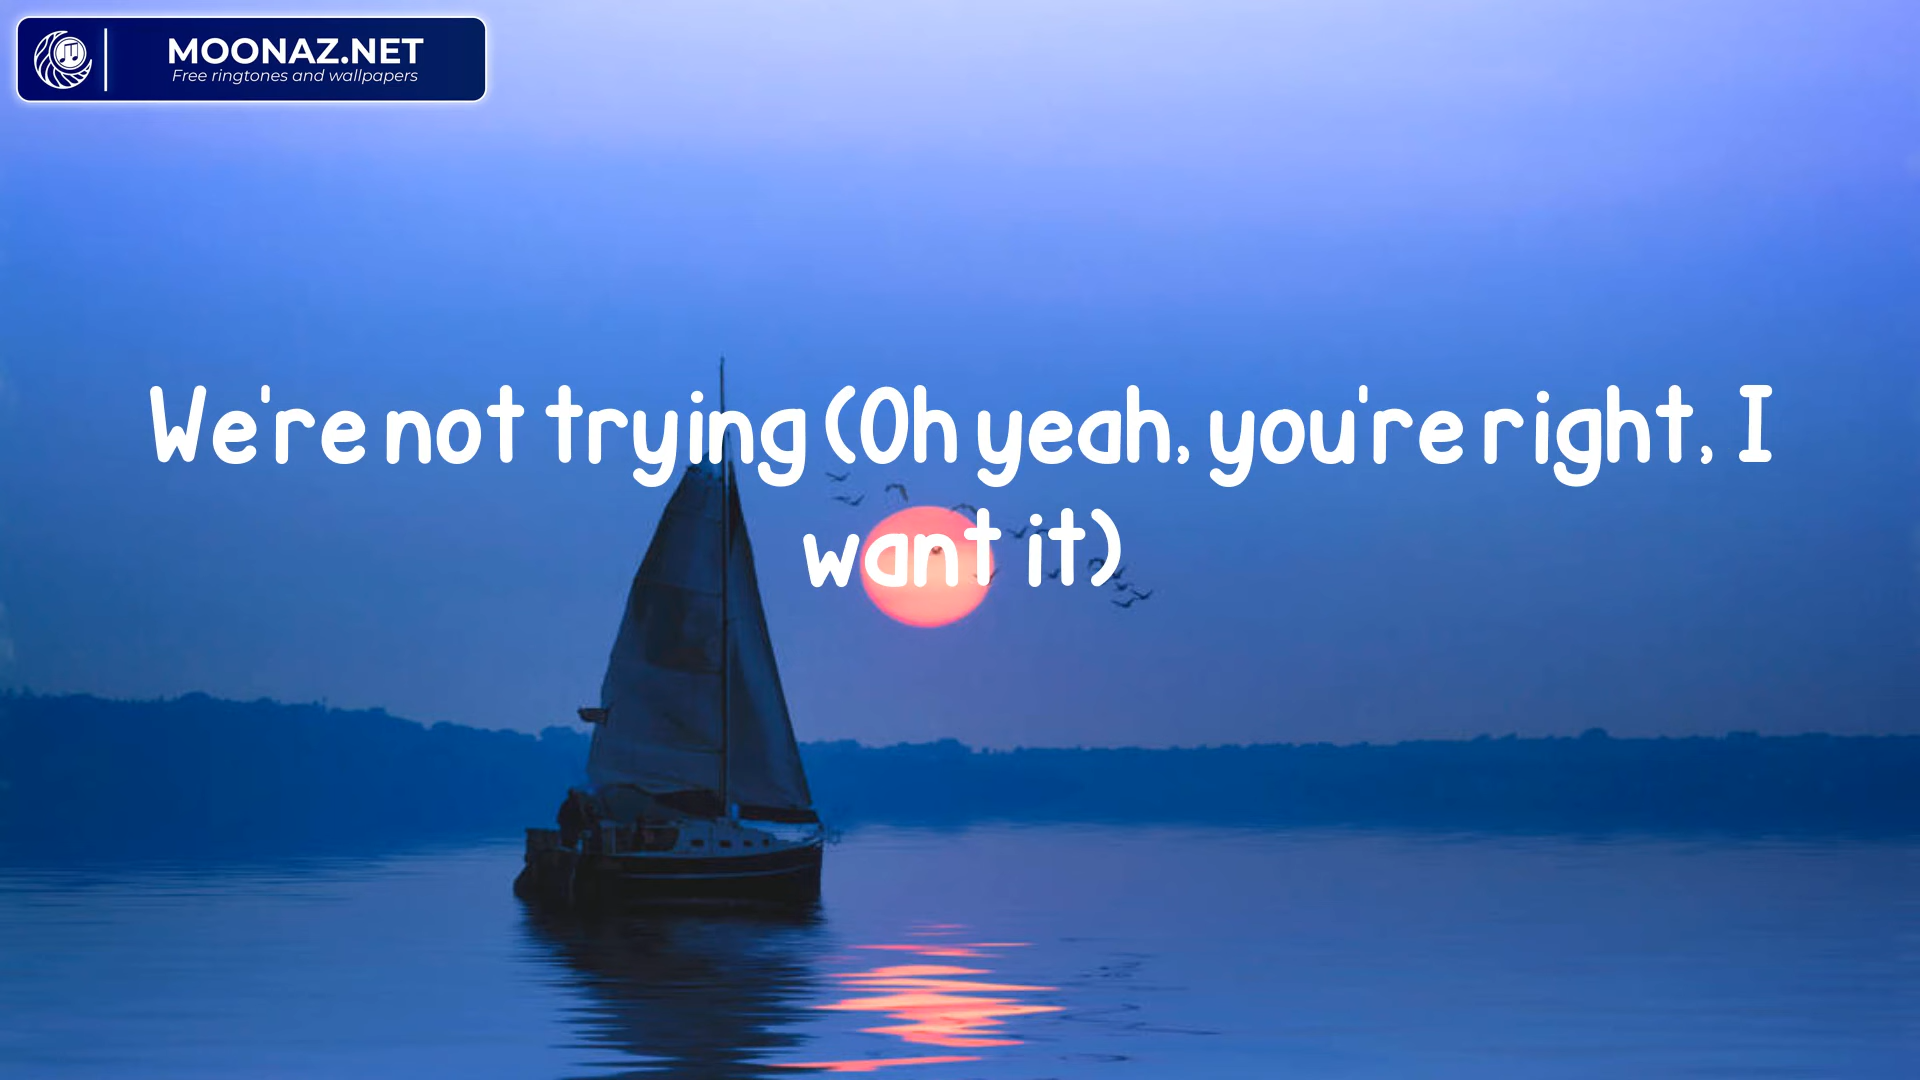 MOONAZ.NET
Free ringtones and wallpapers
We're not trying (Oh yeah, you're right, I
want it)